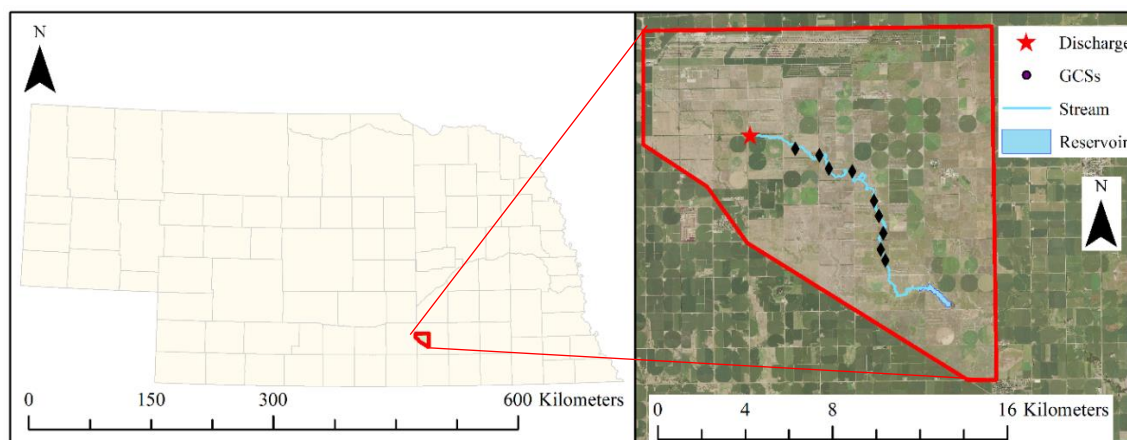 N
0
150
300
600 Kilometers
Discharge
GCSs
Stream
Reservoir
N
0
4
8
16 Kilometers